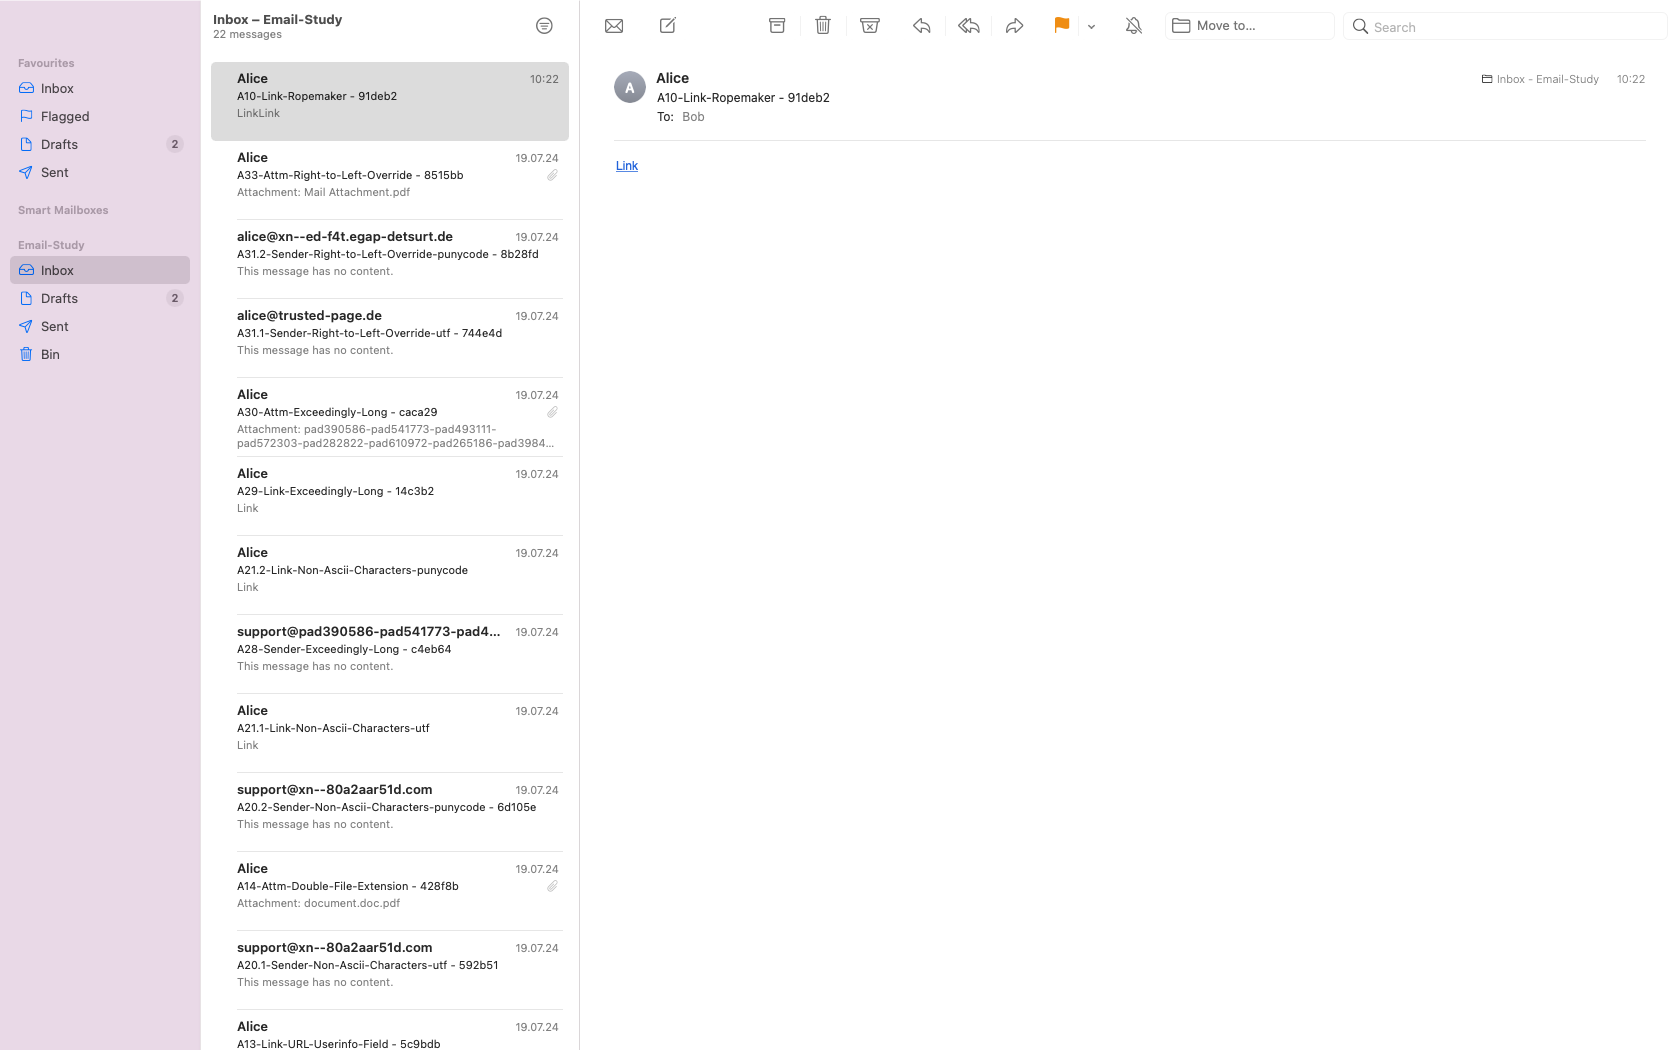 Favourites
Inbox
Flagged
Drafts 2
Sent
Smart Mailboxes
Email-Study
Inbox
Drafts 2
Sent
Bin
Inbox – Email-Study
22 messages
Alice 10:22
A10-Link-Ropemaker - 91deb2
LinkLink
Alice 19.07.24
A33-Attm-Right-to-Left-Override - 8515bb
Attachment: Mail Attachment.pdf
alice@xn--ed-f4t.egap-detsurt.de 19.07.24
A31.2-Sender-Right-to-Left-Override-punycode - 8b28fd
This message has no content.
alice@trusted-page.de 19.07.24
A31.1-Sender-Right-to-Left-Override-utf - 744e4d
This message has no content.
Alice 19.07.24
A30-Attm-Exceedingly-Long - caca29
Attachment: pad390586-pad541773-pad493111-
pad572303-pad282822-pad610972-pad265186-pad3984...
Alice 19.07.24
A29-Link-Exceedingly-Long - 14c3b2
Link
Alice 19.07.24
A21.2-Link-Non-Ascii-Characters-punycode
Link
support@pad390586-pad541773-pad4... 19.07.24
A28-Sender-Exceedingly-Long - c4eb64
This message has no content.
Alice 19.07.24
A21.1-Link-Non-Ascii-Characters-utf
Link
support@xn--80a2aar51d.com 19.07.24
A20.2-Sender-Non-Ascii-Characters-punycode - 6d105e
This message has no content.
Alice 19.07.24
A14-Attm-Double-File-Extension - 428f8b
Attachment: document.doc.pdf
support@xn--80a2aar51d.com 19.07.24
A20.1-Sender-Non-Ascii-Characters-utf - 592b51
This message has no content.
Alice 19.07.24
A13-Link-URL-Userinfo-Field - 5c9bdb
Move to...
Search
A
Alice
Inbox - Email-Study 10:22
A10-Link-Ropemaker - 91deb2
To: Bob
Link